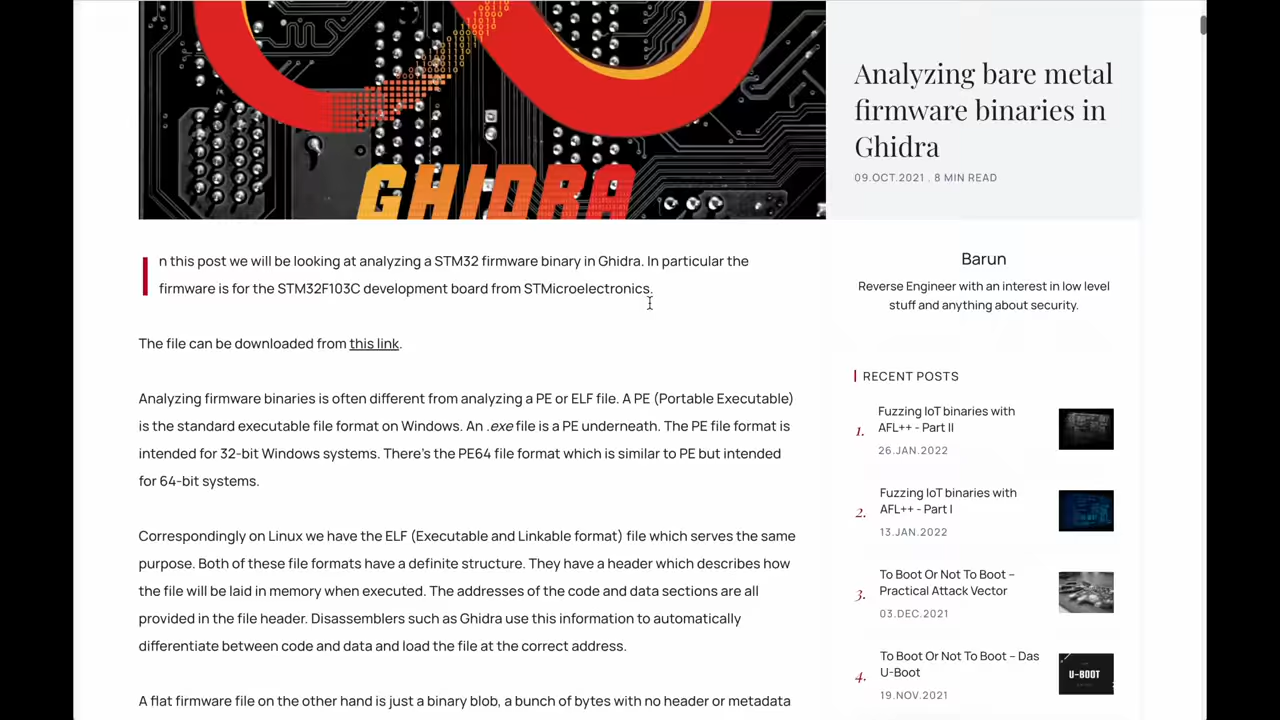 GHIDRA
Analyzing bare metal
firmware binaries in
Ghidra
09.OCT.2021 . 8 MIN READ
In this post we will be looking at analyzing a STM32 firmware binary in Ghidra. In particular the
firmware is for the STM32F103C development board from STMicroelectronics.
The file can be downloaded from this link.
Analyzing firmware binaries is often different from analyzing a PE or ELF file. A PE (Portable Executable)
is the standard executable file format on Windows. An .exe file is a PE underneath. The PE file format is
intended for 32-bit Windows systems. There's the PE64 file format which is similar to PE but intended
for 64-bit systems.
Correspondingly on Linux we have the ELF (Executable and Linkable format) file which serves the same
purpose. Both of these file formats have a definite structure. They have a header which describes how
the file will be laid in memory when executed. The addresses of the code and data sections are all
provided in the file header. Disassemblers such as Ghidra use this information to automatically
differentiate between code and data and load the file at the correct address.
A flat firmware file on the other hand is just a binary blob, a bunch of bytes with no header or metadata
Barun
Reverse Engineer with an interest in low level
stuff and anything about security.
RECENT POSTS
1. Fuzzing IoT binaries with
AFL++ - Part II
26.JAN.2022
2. Fuzzing IoT binaries with
AFL++ - Part I
13.JAN.2022
3. To Boot Or Not To Boot –
Practical Attack Vector
03.DEC.2021
4. To Boot Or Not To Boot – Das
U-Boot
19.NOV.2021
U-BOOT